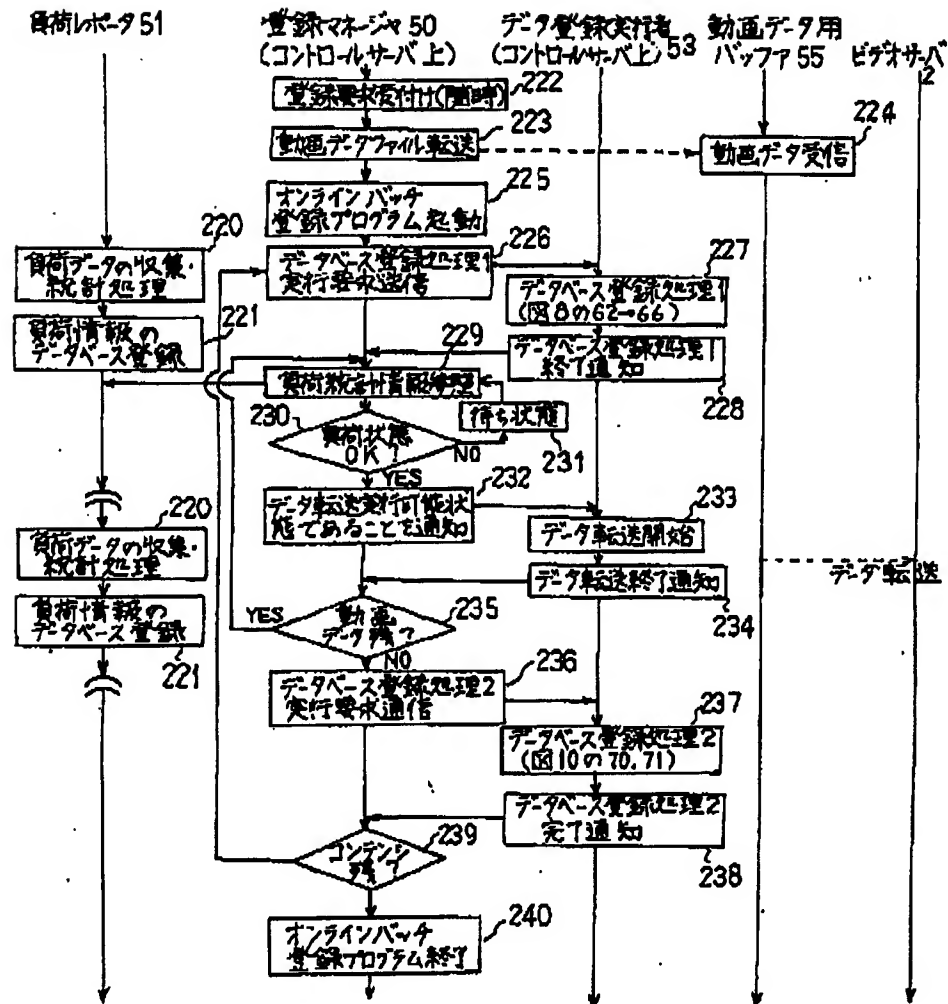 負荷レポータ 51
登録マネージャ 50
(コントロールサーバ上)
データ登録実行者
(コントロールサーバ上) 53
動画データ用
バッファ 55
ビデオサーバ
2
登録要求受付け(随時)
222
動画データファイル転送
223
動画データ受信
224
オンラインバッチ
登録プログラム起動
225
負荷データの収集・
統計処理
220
データベース登録処理1
実行要求送信
226
データベース登録処理1
(図8の62→66)
227
負荷情報の
データベース登録
221
データベース登録処理1
終了通知
228
負荷統計情報
229
待ち状態
231
負荷状態
OK?
230
NO
YES
データ転送実行可能状
態であることを通知
232
データ転送開始
233
負荷データの収集・
統計処理
220
データ転送
データ転送終了通知
234
負荷情報の
データベース登録
221
動画
データ残?
235
YES
NO
データベース登録処理2
実行要求通信
236
データベース登録処理2
(図10の70.71)
237
データベース登録処理2
完了通知
238
コンテンツ
残?
239
オンラインバッチ
登録プログラム終了
240